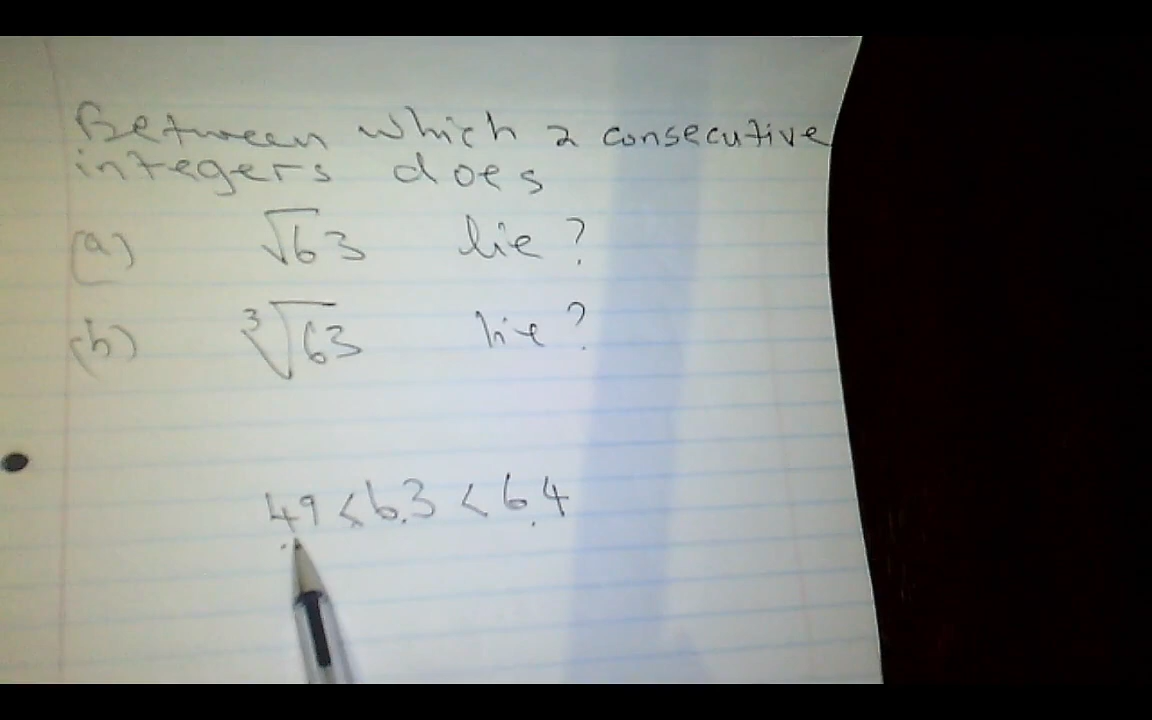 Between which 2 consecutive
integers does
(a) √63 lie?
(b) ∛63 lie?
49 < 63 < 64